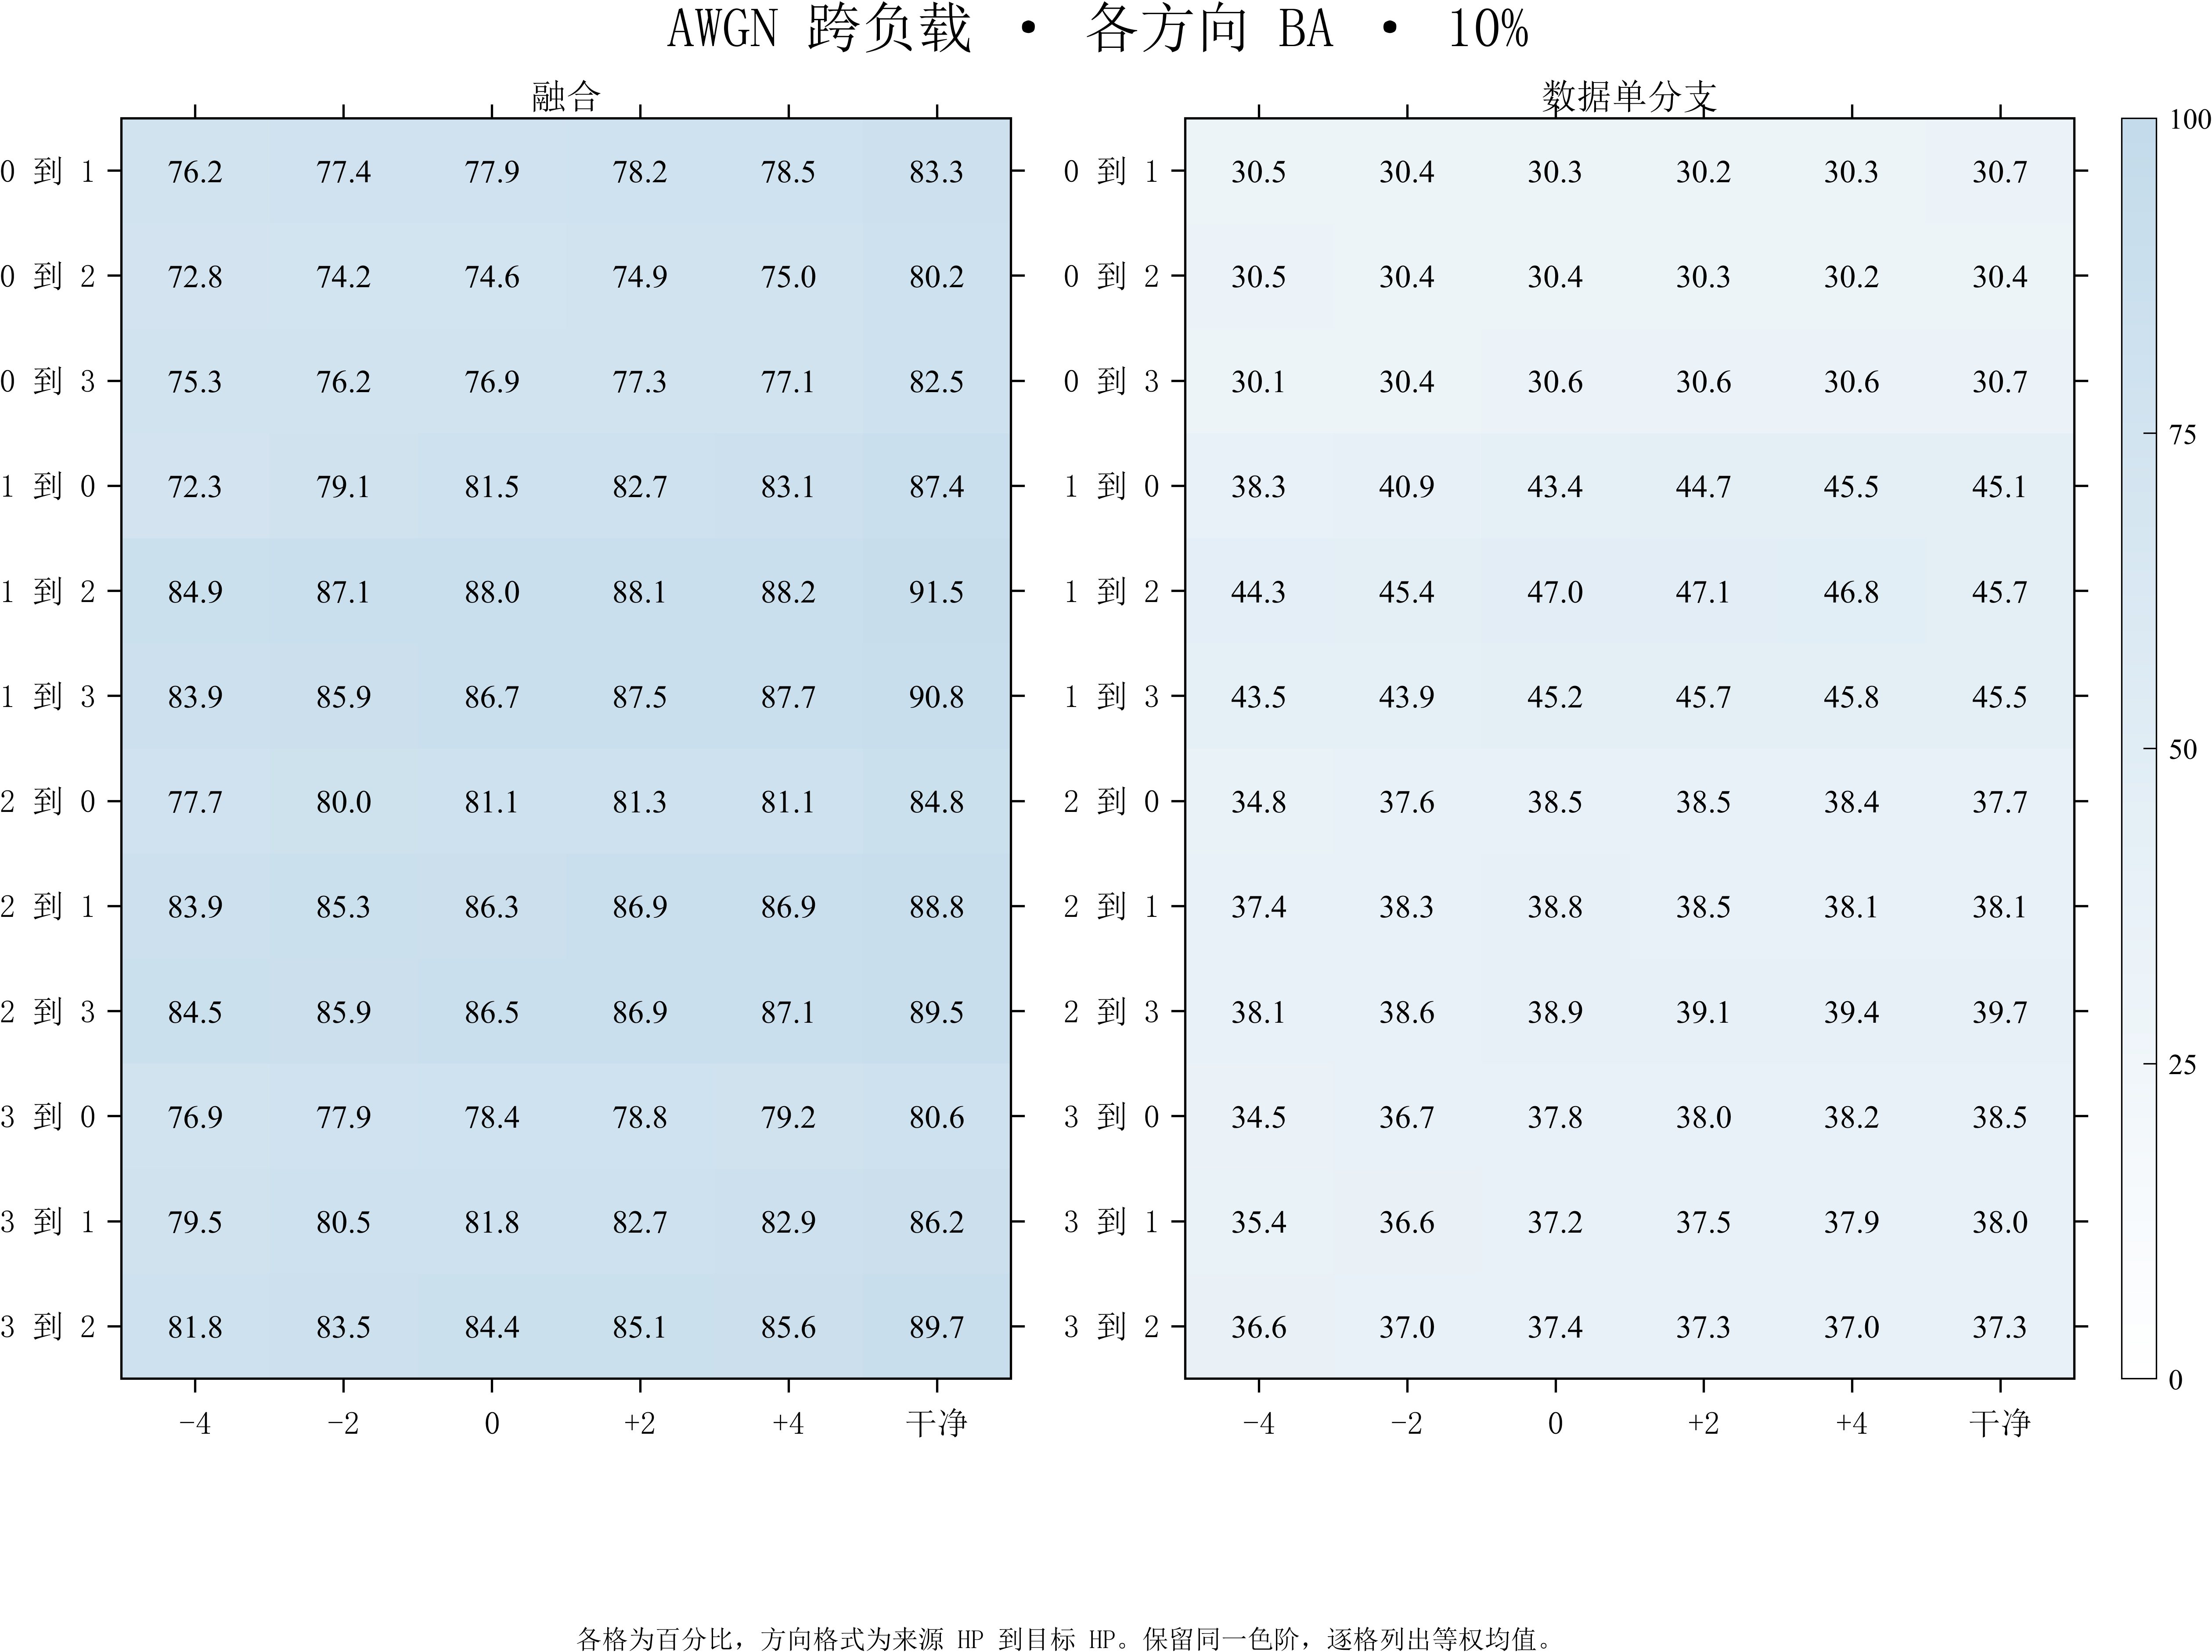 AWGN 跨负载 · 各方向 BA · 10%
融合 数据单分支
0 到 1 76.2 77.4 77.9 78.2 78.5 83.3 0 到 1 30.5 30.4 30.3 30.2 30.3 30.7 100
0 到 2 72.8 74.2 74.6 74.9 75.0 80.2 0 到 2 30.5 30.4 30.4 30.3 30.2 30.4
0 到 3 75.3 76.2 76.9 77.3 77.1 82.5 0 到 3 30.1 30.4 30.6 30.6 30.6 30.7
75
1 到 0 72.3 79.1 81.5 82.7 83.1 87.4 1 到 0 38.3 40.9 43.4 44.7 45.5 45.1
1 到 2 84.9 87.1 88.0 88.1 88.2 91.5 1 到 2 44.3 45.4 47.0 47.1 46.8 45.7
1 到 3 83.9 85.9 86.7 87.5 87.7 90.8 1 到 3 43.5 43.9 45.2 45.7 45.8 45.5
50
2 到 0 77.7 80.0 81.1 81.3 81.1 84.8 2 到 0 34.8 37.6 38.5 38.5 38.4 37.7
2 到 1 83.9 85.3 86.3 86.9 86.9 88.8 2 到 1 37.4 38.3 38.8 38.5 38.1 38.1
2 到 3 84.5 85.9 86.5 86.9 87.1 89.5 2 到 3 38.1 38.6 38.9 39.1 39.4 39.7
25
3 到 0 76.9 77.9 78.4 78.8 79.2 80.6 3 到 0 34.5 36.7 37.8 38.0 38.2 38.5
3 到 1 79.5 80.5 81.8 82.7 82.9 86.2 3 到 1 35.4 36.6 37.2 37.5 37.9 38.0
3 到 2 81.8 83.5 84.4 85.1 85.6 89.7 3 到 2 36.6 37.0 37.4 37.3 37.0 37.3
0
−4 −2 0 +2 +4 干净 −4 −2 0 +2 +4 干净
各格为百分比，方向格式为来源 HP 到目标 HP。保留同一色阶，逐格列出等权均值。